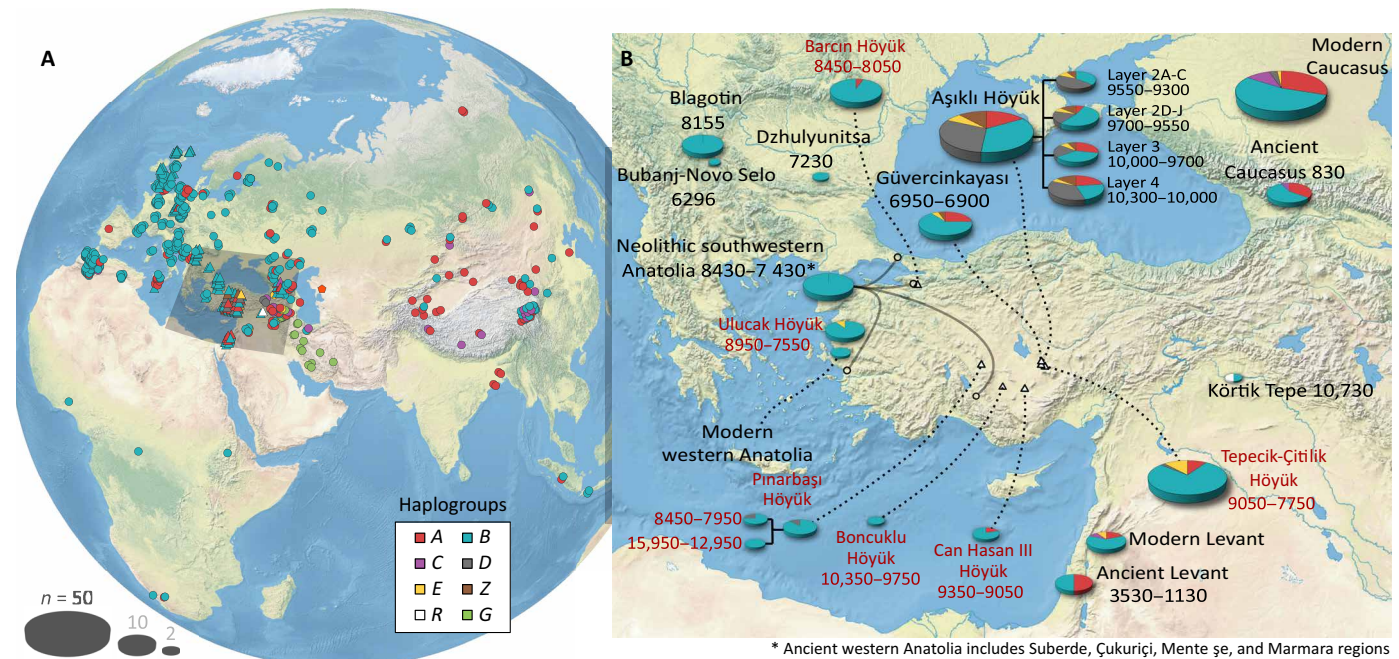 A
Haplogroups
A B
C D
E Z
R G
n = 50
10
2
B
Barcın Höyük
8450–8050
Blagotin
8155
Bubanj-Novo Selo
6296
Dzhulyunitsa
7230
Aşıklı Höyük
Layer 2A-C
9550–9300
Layer 2D-J
9700–9550
Layer 3
10,000–9700
Layer 4
10,300–10,000
Modern
Caucasus
Ancient
Caucasus 830
Güvercinkayası
6950–6900
Neolithic southwestern
Anatolia 8430–7 430*
Ulucak Höyük
8950–7550
Körtik Tepe 10,730
Modern
western Anatolia
Pınarbaşı
Höyük
8450–7950
15,950–12,950
Boncuklu
Höyük
10,350–9750
Can Hasan III
Höyük
9350–9050
Tepecik-Çitilik
Höyük
9050–7750
Modern Levant
Ancient Levant
3530–1130
* Ancient western Anatolia includes Suberde, Çukuriçi, Mente şe, and Marmara regions